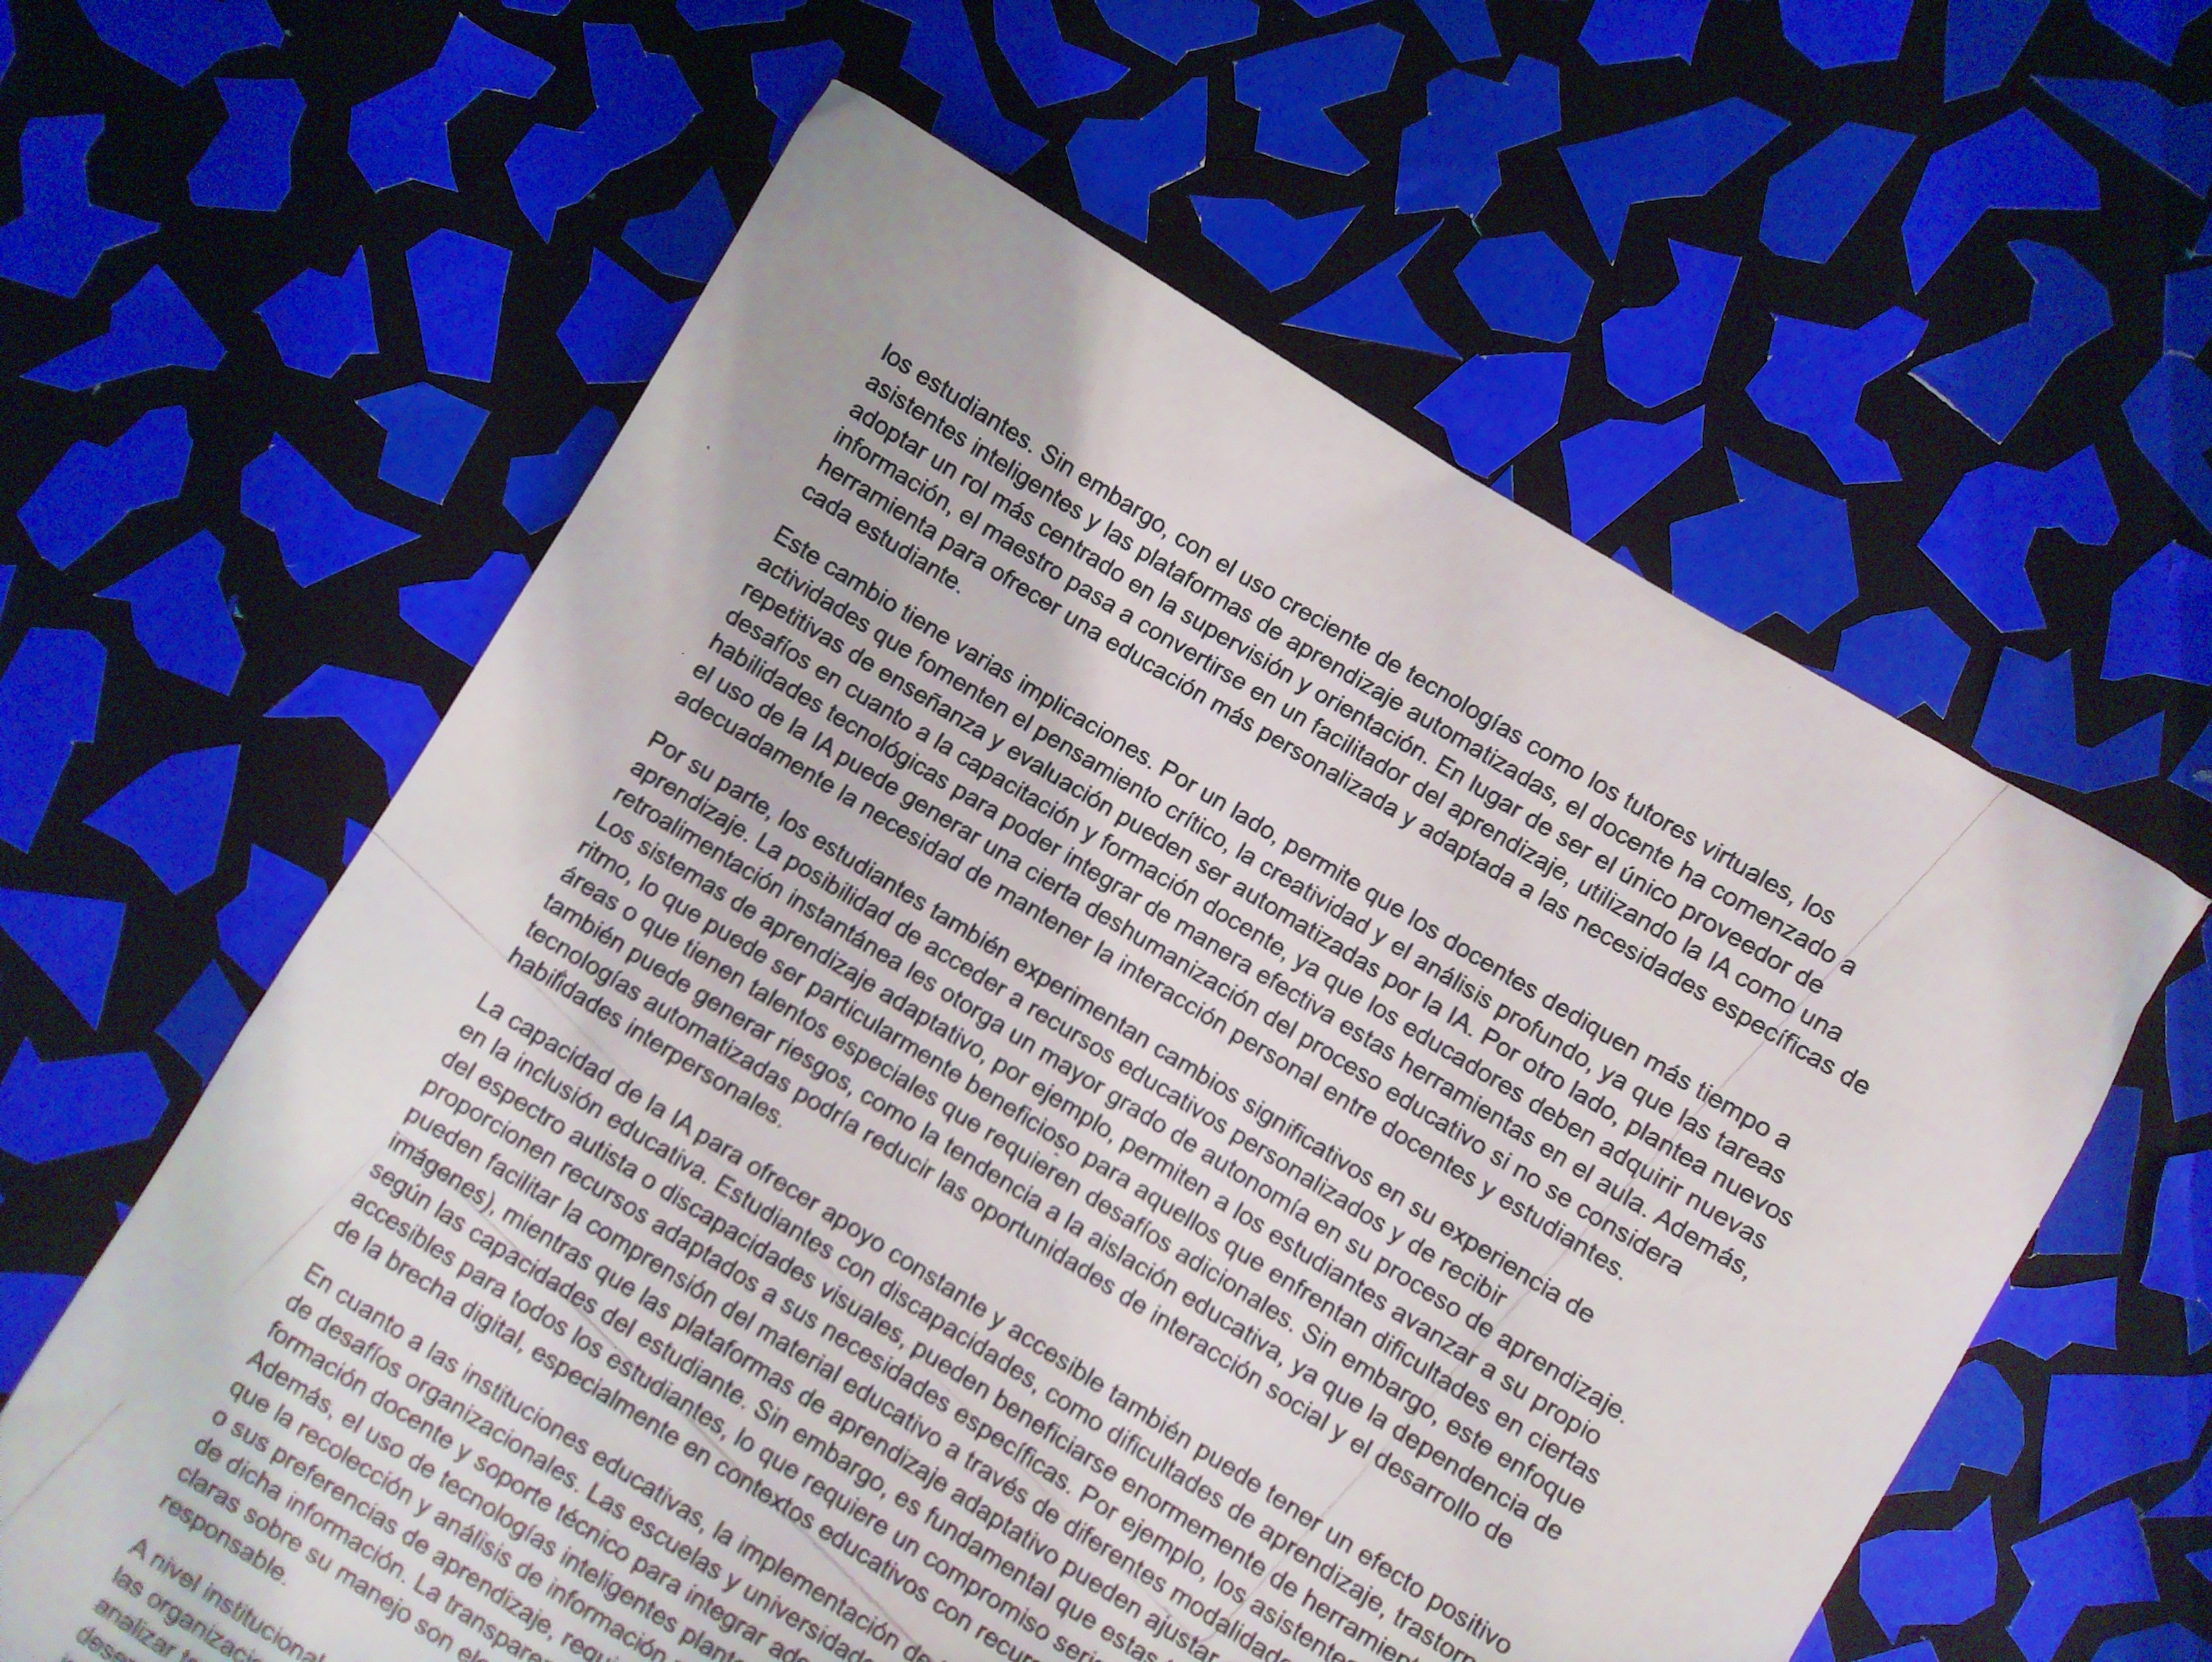 los estudiantes. Sin embargo, con el uso creciente de tecnologías como los tutores virtuales, los
asistentes inteligentes y las plataformas de aprendizaje automatizadas, el docente ha comenzado a
adoptar un rol más centrado en la supervisión y orientación. En lugar de ser el único proveedor de
información, el maestro pasa a convertirse en un facilitador del aprendizaje, utilizando la IA como una
herramienta para ofrecer una educación más personalizada y adaptada a las necesidades específicas de
cada estudiante.
Este cambio tiene varias implicaciones. Por un lado, permite que los docentes dediquen más tiempo a
actividades que fomenten el pensamiento crítico, la creatividad y el análisis profundo, ya que las tareas
repetitivas de enseñanza y evaluación pueden ser automatizadas por la IA. Por otro lado, plantea nuevos
desafíos en cuanto a la capacitación y formación docente, ya que los educadores deben adquirir nuevas
habilidades tecnológicas para poder integrar de manera efectiva estas herramientas en el aula. Además,
el uso de la IA puede generar una cierta deshumanización del proceso educativo si no se considera
adecuadamente la necesidad de mantener la interacción personal entre docentes y estudiantes.
Por su parte, los estudiantes también experimentan cambios significativos en su experiencia de
aprendizaje. La posibilidad de acceder a recursos educativos personalizados y de recibir
retroalimentación instantánea les otorga un mayor grado de autonomía en su proceso de aprendizaje.
Los sistemas de aprendizaje adaptativo, por ejemplo, permiten a los estudiantes avanzar a su propio
ritmo, lo que puede ser particularmente beneficioso para aquellos que enfrentan dificultades en ciertas
áreas o que tienen talentos especiales que requieren desafíos adicionales. Sin embargo, este enfoque
también puede generar riesgos, como la tendencia a la aislación educativa, ya que la dependencia de
tecnologías automatizadas podría reducir las oportunidades de interacción social y el desarrollo de
habilidades interpersonales.
La capacidad de la IA para ofrecer apoyo constante y accesible también puede tener un efecto positivo
en la inclusión educativa. Estudiantes con discapacidades, como dificultades de aprendizaje, trastorn
del espectro autista o discapacidades visuales, pueden beneficiarse enormemente de herramien
proporcionen recursos adaptados a sus necesidades específicas. Por ejemplo, los asistente
pueden facilitar la comprensión del material educativo a través de diferentes modalidad
imágenes), mientras que las plataformas de aprendizaje adaptativo pueden ajustar
según las capacidades del estudiante. Sin embargo, es fundamental que estas
accesibles para todos los estudiantes, lo que requiere un compromiso seri
de la brecha digital, especialmente en contextos educativos con recur
En cuanto a las instituciones educativas, la implementación de
de desafíos organizacionales. Las escuelas y universidade
formación docente y soporte técnico para integrar ade
Además, el uso de tecnologías inteligentes plant
que la recolección y análisis de información
o sus preferencias de aprendizaje, requi
de dicha información. La transpare
claras sobre su manejo son el
responsable.
A nivel institucional
las organizaci
analizar